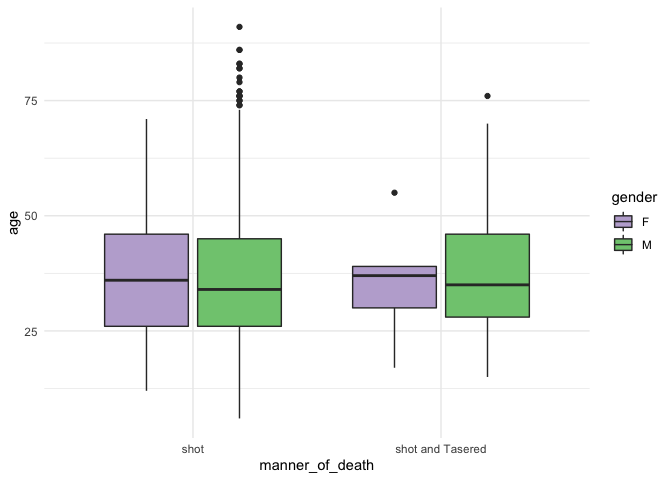 75
50
25
age
shot
shot and Tasered
manner_of_death
gender
F
M